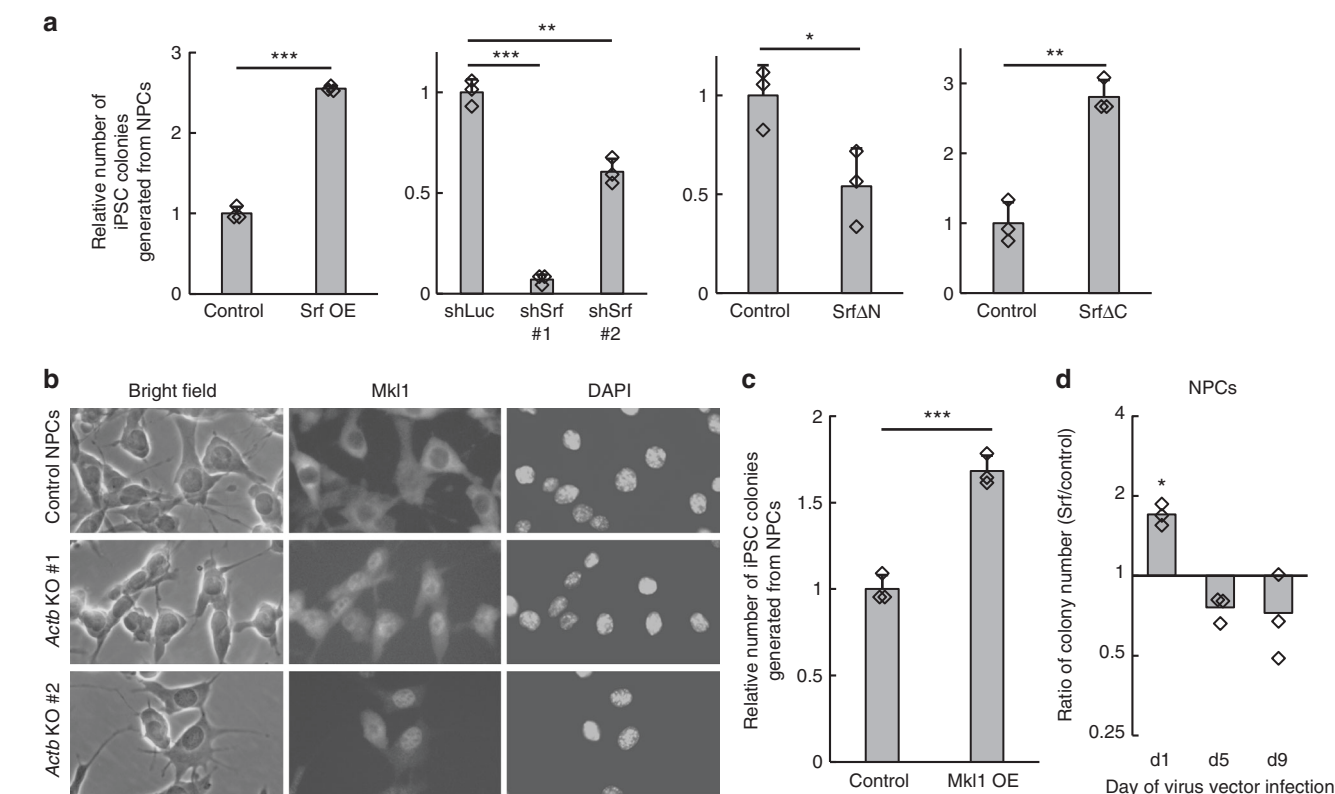 a
Relative number of
iPSC colonies
generated from NPCs
3
2
1
0
***
Control
Srf OE
1
0.5
0
**
***
shLuc
shSrf
#1
shSrf
#2
1
0.5
0
*
Control
SrfΔN
3
2
1
0
**
Control
SrfΔC
b
Bright field
Mkl1
DAPI
Control NPCs
Actb KO #1
Actb KO #2
c
Relative number of iPSC colonies
generated from NPCs
2
1.5
1
0.5
0
***
Control
Mkl1 OE
d
NPCs
Ratio of colony number (Srf/control)
4
2
1
0.5
0.25
*
d1
d5
d9
Day of virus vector infection